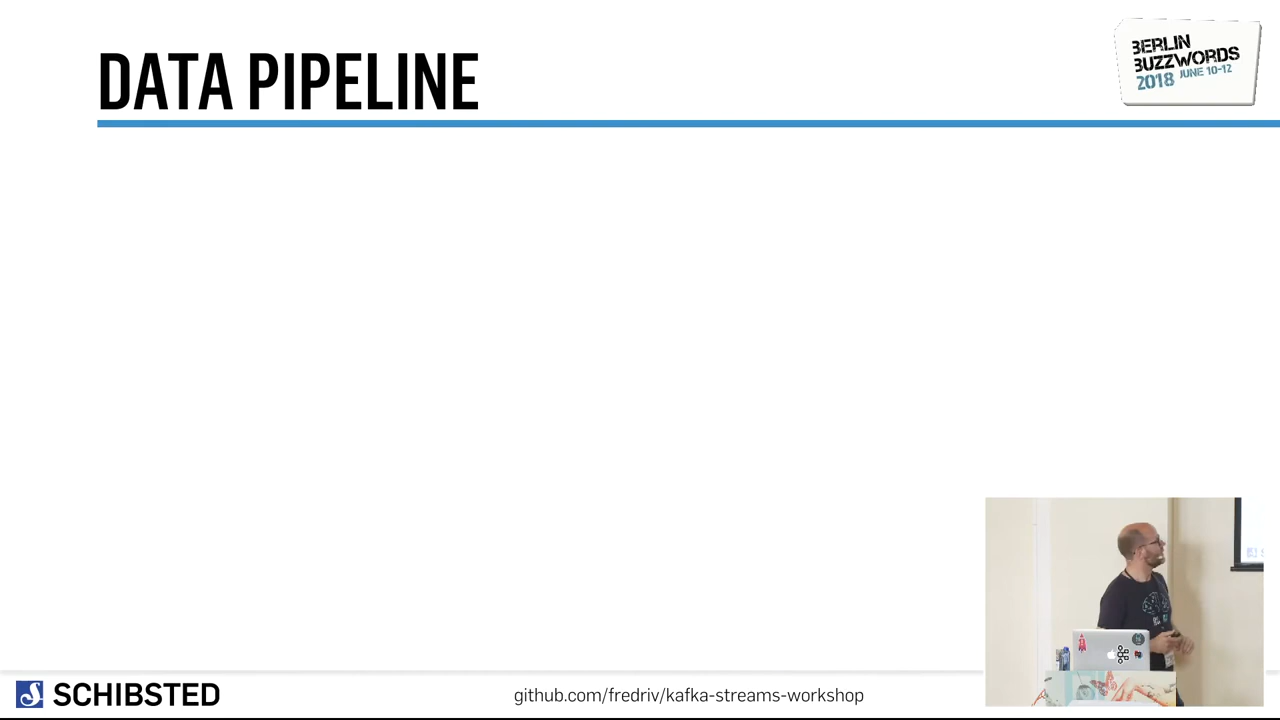 DATA PIPELINE
BERLIN
BUZZWORDS
2018 JUNE 10-12
SCHIBSTED
github.com/fredriv/kafka-streams-workshop